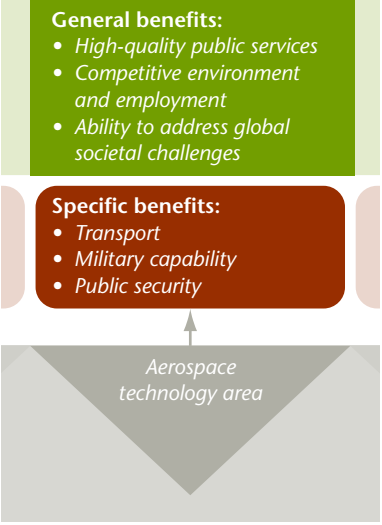 General benefits:
• High-quality public services
• Competitive environment
and employment
• Ability to address global
societal challenges
Specific benefits:
• Transport
• Military capability
• Public security
Aerospace
technology area